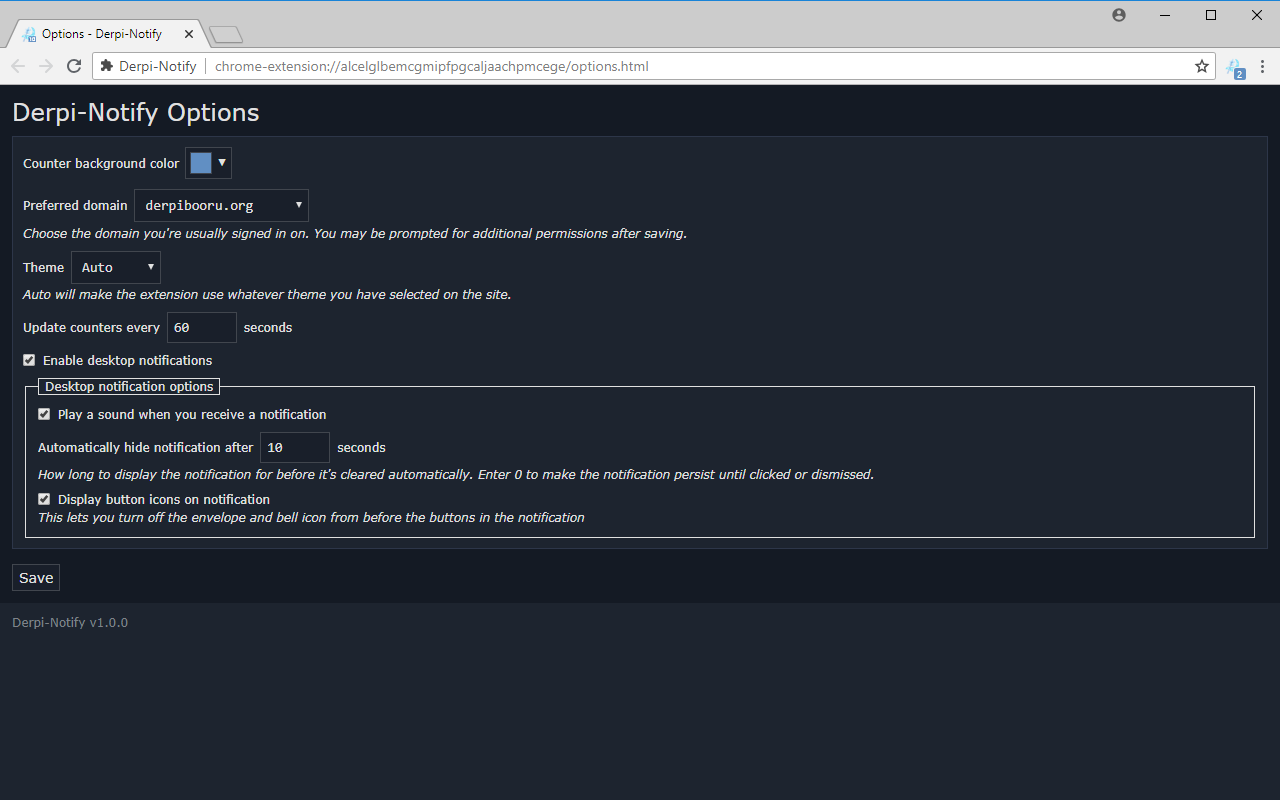 Options - Derpi-Notify
Derpi-Notify chrome-extension://alcelglbemcgmipfpgcaljaachpmcege/options.html
2
Derpi-Notify Options
Counter background color
Preferred domain derpibooru.org
Choose the domain you're usually signed in on. You may be prompted for additional permissions after saving.
Theme Auto
Auto will make the extension use whatever theme you have selected on the site.
Update counters every 60 seconds
Enable desktop notifications
Desktop notification options
Play a sound when you receive a notification
Automatically hide notification after 10 seconds
How long to display the notification for before it's cleared automatically. Enter 0 to make the notification persist until clicked or dismissed.
Display button icons on notification
This lets you turn off the envelope and bell icon from before the buttons in the notification
Save
Derpi-Notify v1.0.0